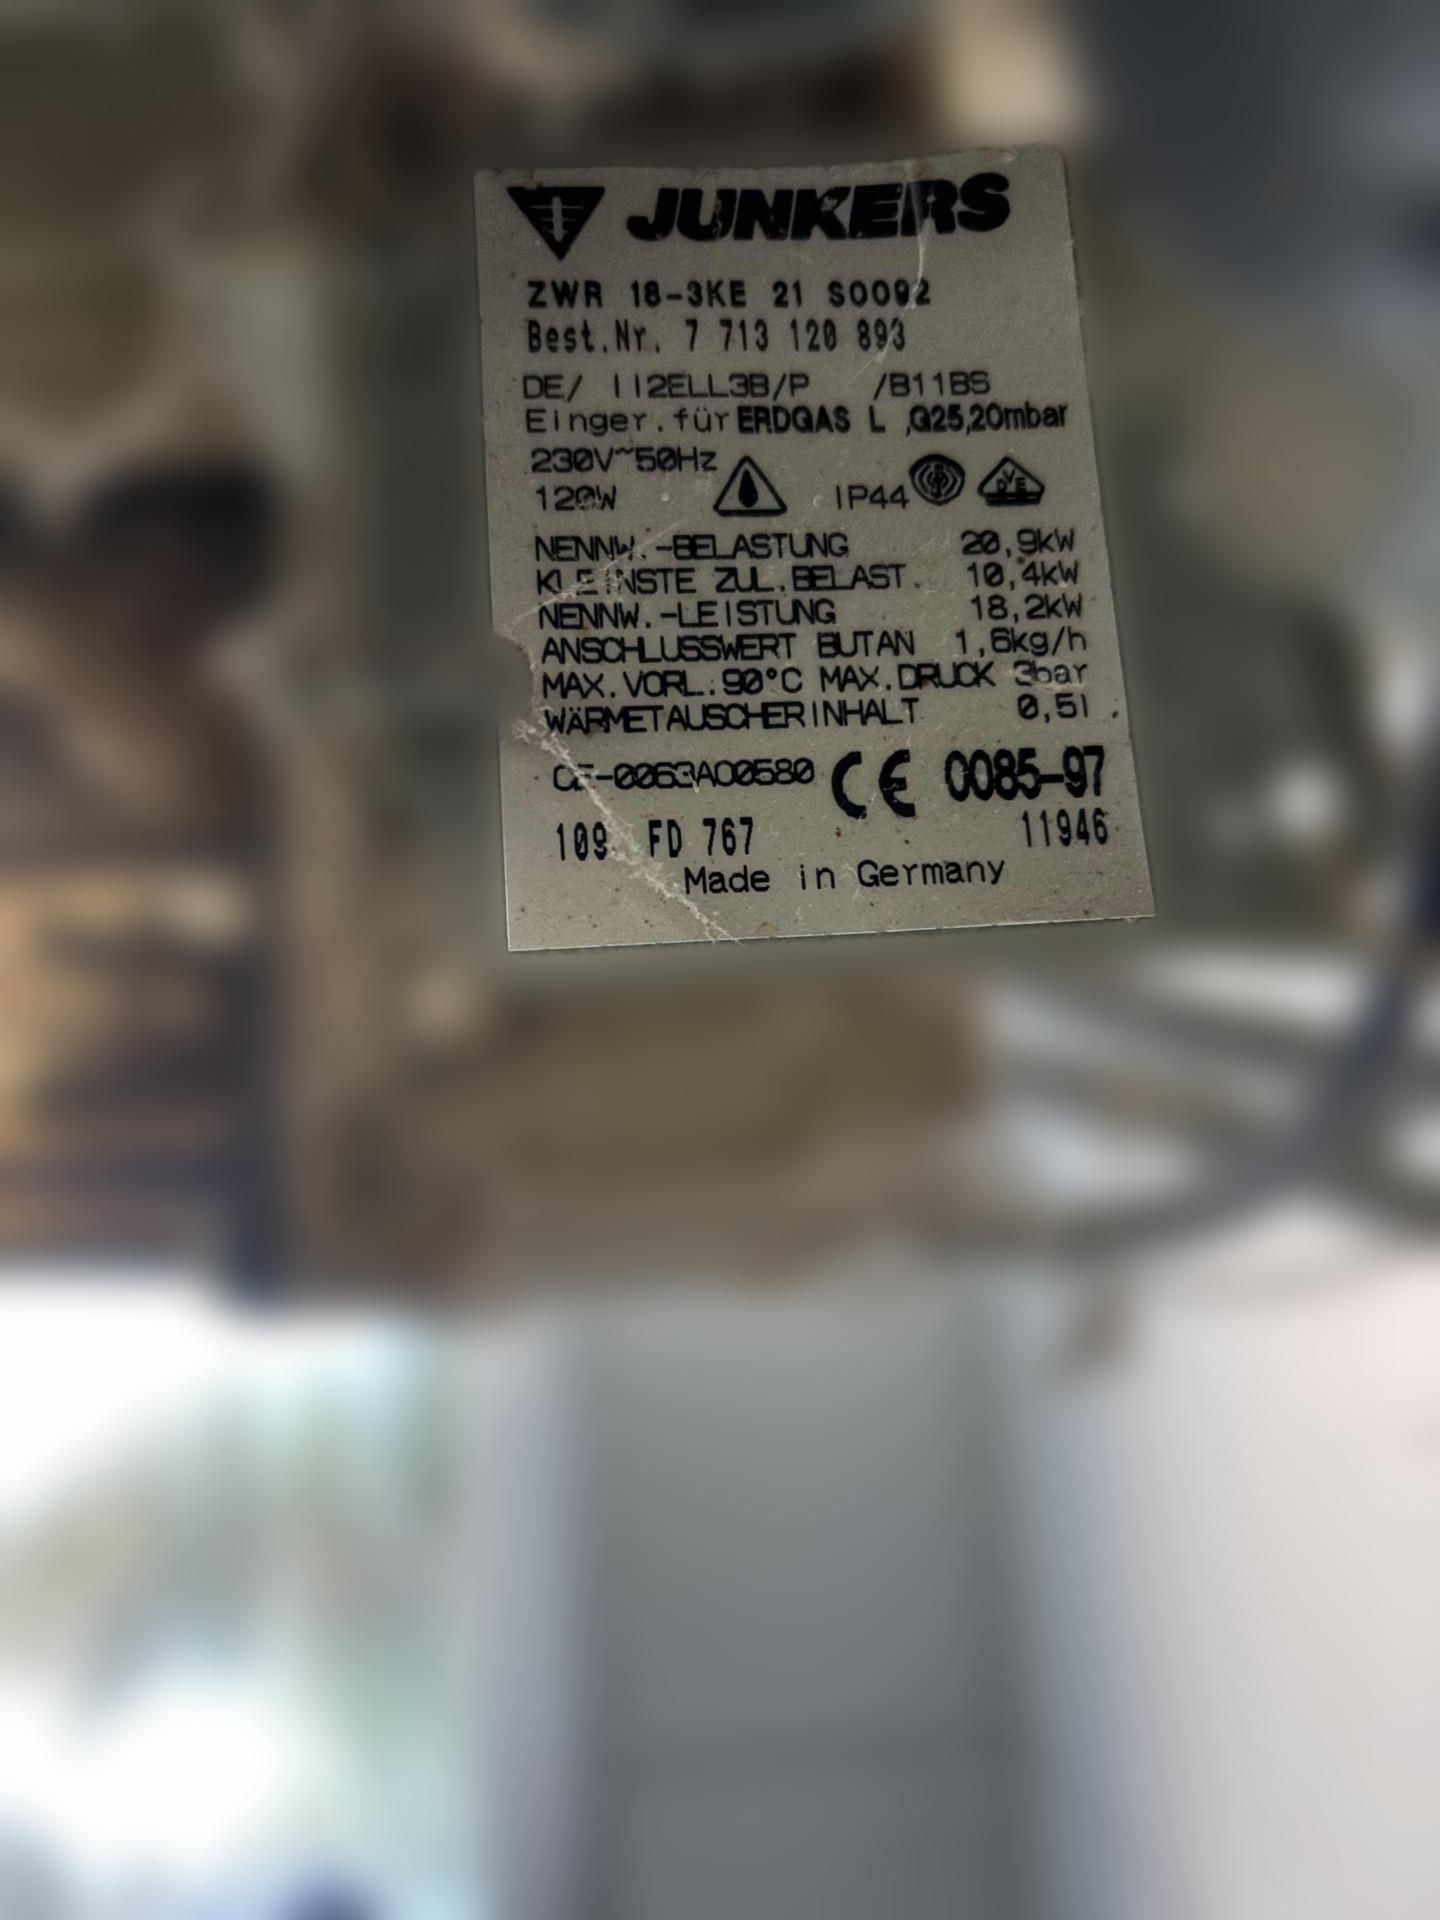 JUNKERS
ZWR 18-3KE 21 S0092
Best.Nr. 7 713 120 893
DE/ II2ELL3B/P /B11BS
Einger.für ERDGAS L ,G25,20mbar
230V~50Hz
120W IP44 DVE
NENNW.-BELASTUNG 20,9kW
KLEINSTE ZUL.BELAST. 10,4kW
NENNW.-LEISTUNG 18,2kW
ANSCHLUSSWERT BUTAN 1,6kg/h
MAX.VORL.90°C MAX.DRUCK 3bar
WÄRMETAUSCHERINHALT 0,5l
CE-0063AO0580 CE 0085-97
109 FD 767 11946
Made in Germany